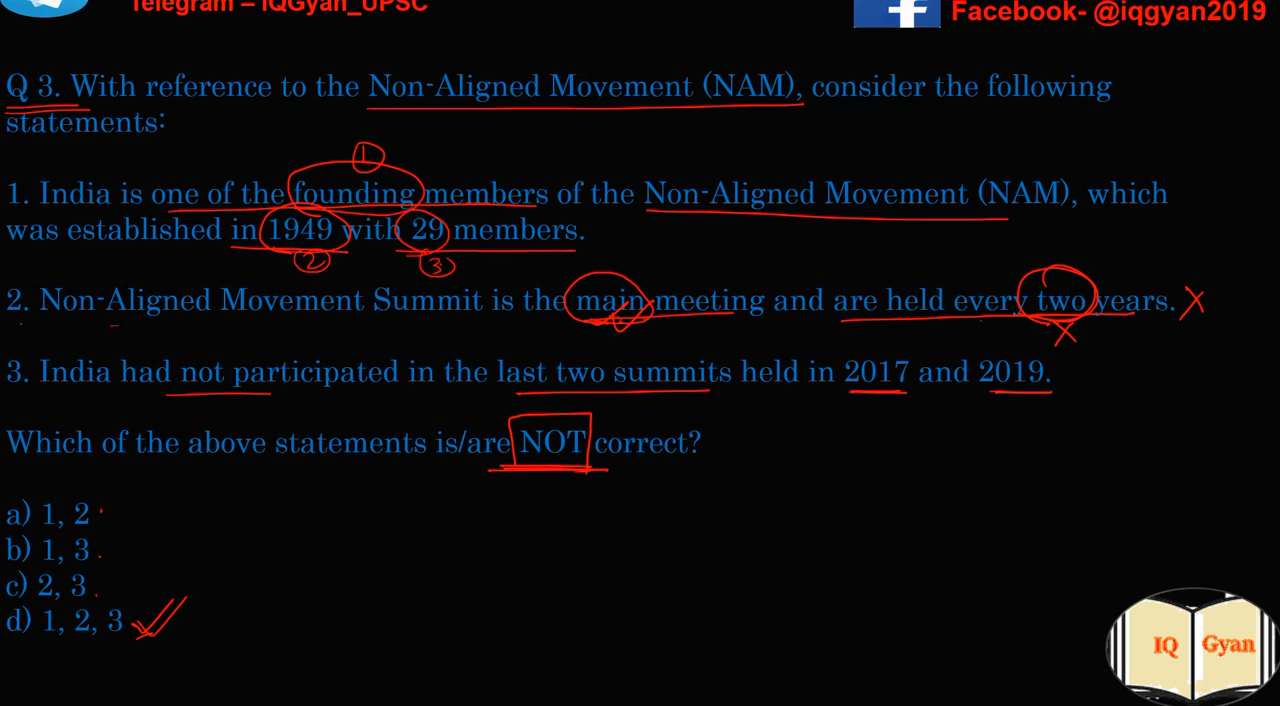 Telegram – IQGyan_UPSC
Facebook- @iqgyan2019
Q 3. With reference to the Non-Aligned Movement (NAM), consider the following
statements:
1
1. India is one of the founding members of the Non-Aligned Movement (NAM), which
was established in 1949 with 29 members.
2 3
2. Non-Aligned Movement Summit is the main meeting and are held every two years. X
X
3. India had not participated in the last two summits held in 2017 and 2019.
Which of the above statements is/are NOT correct?
a) 1, 2
b) 1, 3
c) 2, 3
d) 1, 2, 3
IQ Gyan